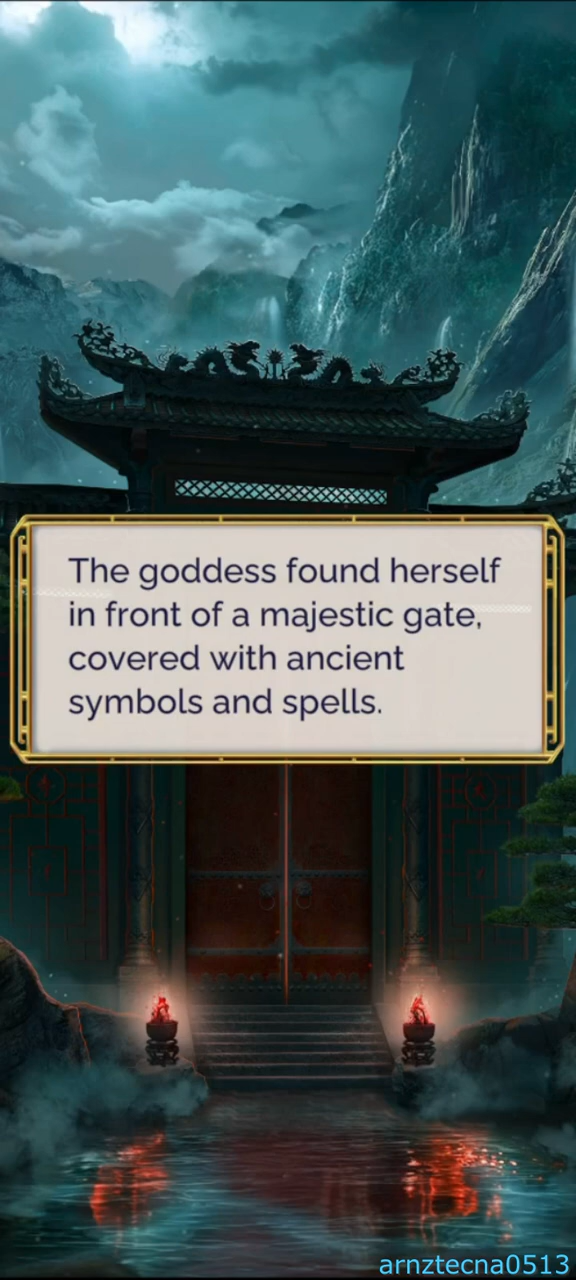 The goddess found herself
in front of a majestic gate,
covered with ancient
symbols and spells.
arnztecna0513